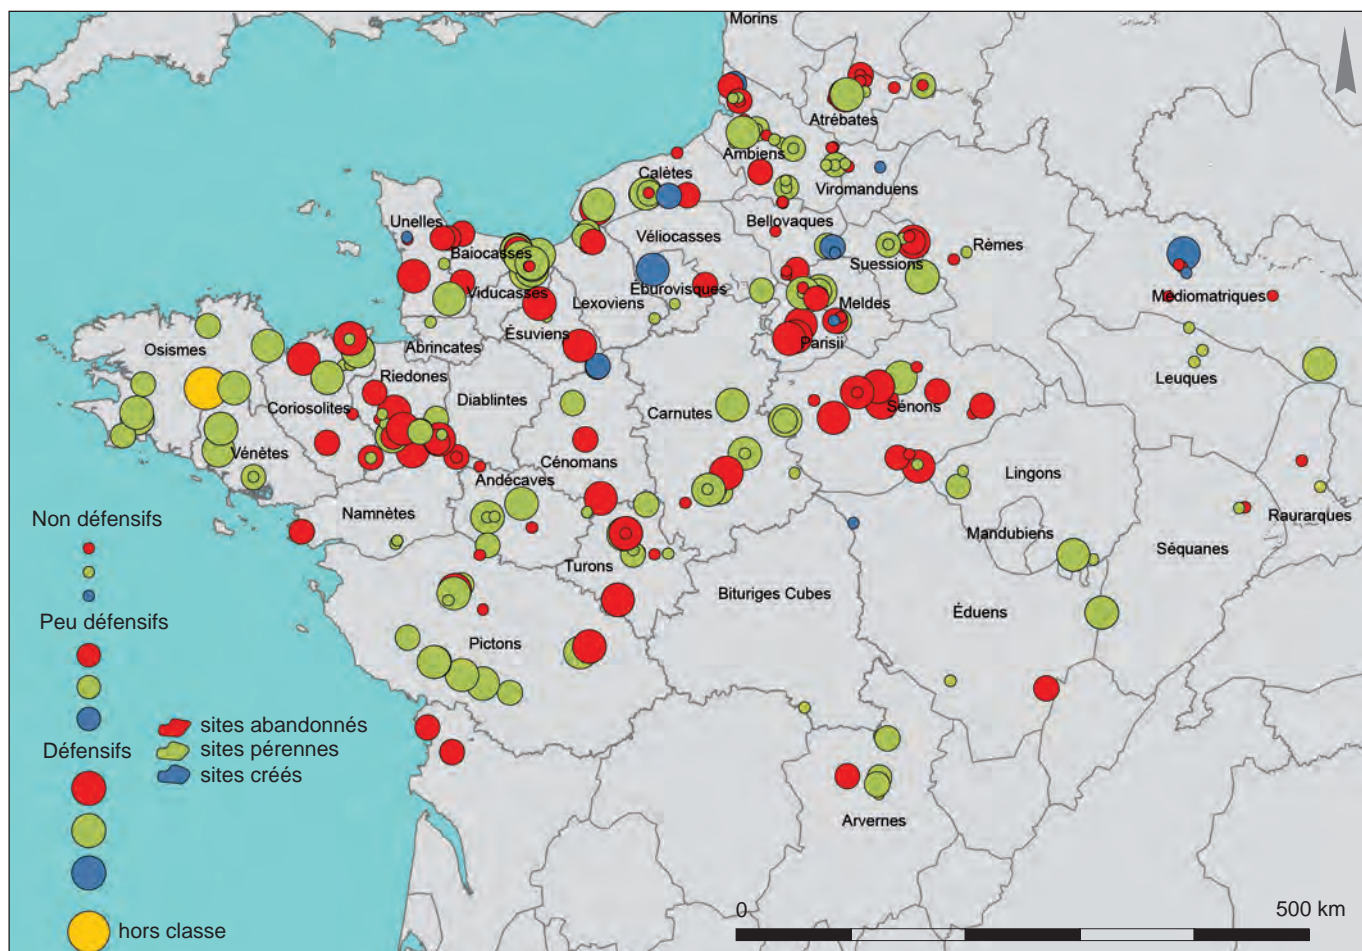 Morins
Atrébates
Ambiens
Calètes
Viromanduens
Unelles
Bellovaques
Véliocasses
Rèmes
Baiocasses
Suessions
Éburovisques
Viducasses
Lexoviens
Meldes
Médiomatriques
Ésuviens
Parisii
Osismes
Abrincates
Riedones
Leuques
Diablintes
Coriosolites
Carnutes
Sénons
Vénètes
Cénomans
Andécaves
Lingons
Namnètes
Raurarques
Mandubiens
Séquanes
Turons
Bituriges Cubes
Éduens
Pictons
Arvernes
Non défensifs
Peu défensifs
Défensifs
sites abandonnés
sites pérennes
sites créés
hors classe
0
500 km